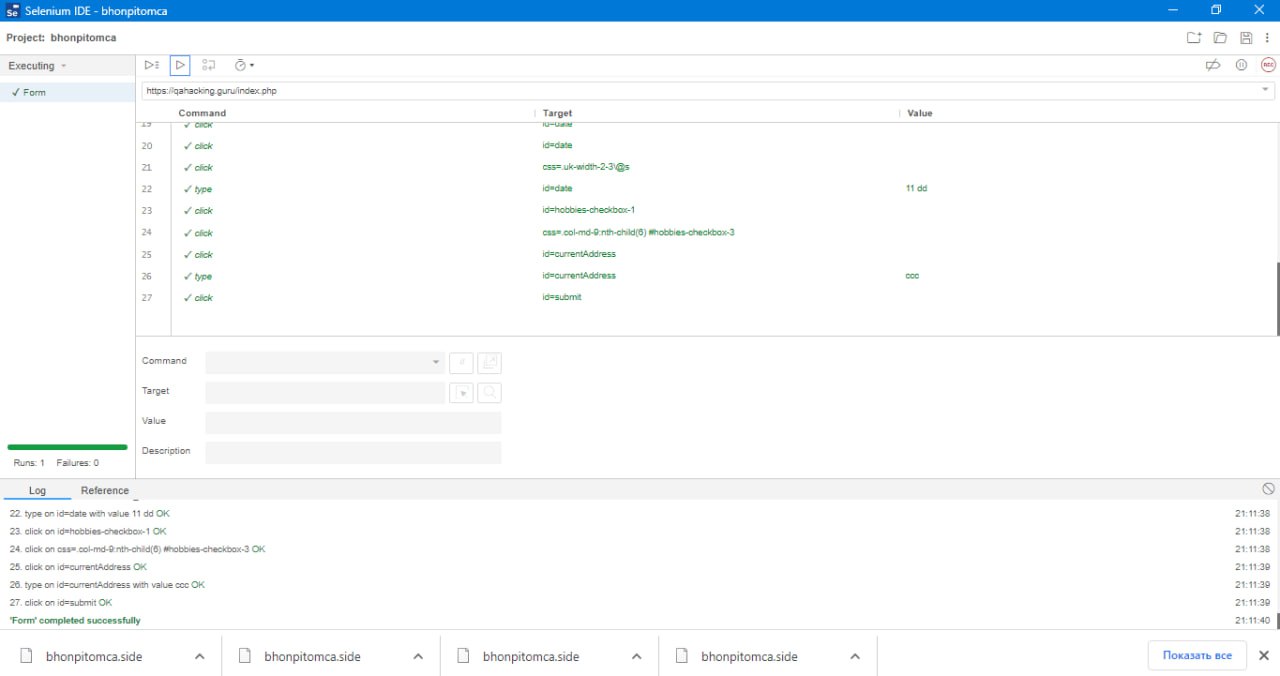 Selenium IDE - bhonpitomca
Project: bhonpitomca
Executing
✓ Form
https://qahacking.guru/index.php
Command Target Value
19 ✓ click id=date
20 ✓ click id=date
21 ✓ click css=.uk-width-2-3\@s
22 ✓ type id=date 11 dd
23 ✓ click id=hobbies-checkbox-1
24 ✓ click css=.col-md-9:nth-child(6) #hobbies-checkbox-3
25 ✓ click id=currentAddress
26 ✓ type id=currentAddress ccc
27 ✓ click id=submit
Command
Target
Value
Description
Runs: 1 Failures: 0
Log Reference
22. type on id=date with value 11 dd OK 21:11:38
23. click on id=hobbies-checkbox-1 OK 21:11:38
24. click on css=.col-md-9:nth-child(6) #hobbies-checkbox-3 OK 21:11:38
25. click on id=currentAddress OK 21:11:39
26. type on id=currentAddress with value ccc OK 21:11:39
27. click on id=submit OK 21:11:39
'Form' completed successfully 21:11:40
bhonpitomca.side bhonpitomca.side bhonpitomca.side bhonpitomca.side Показать все